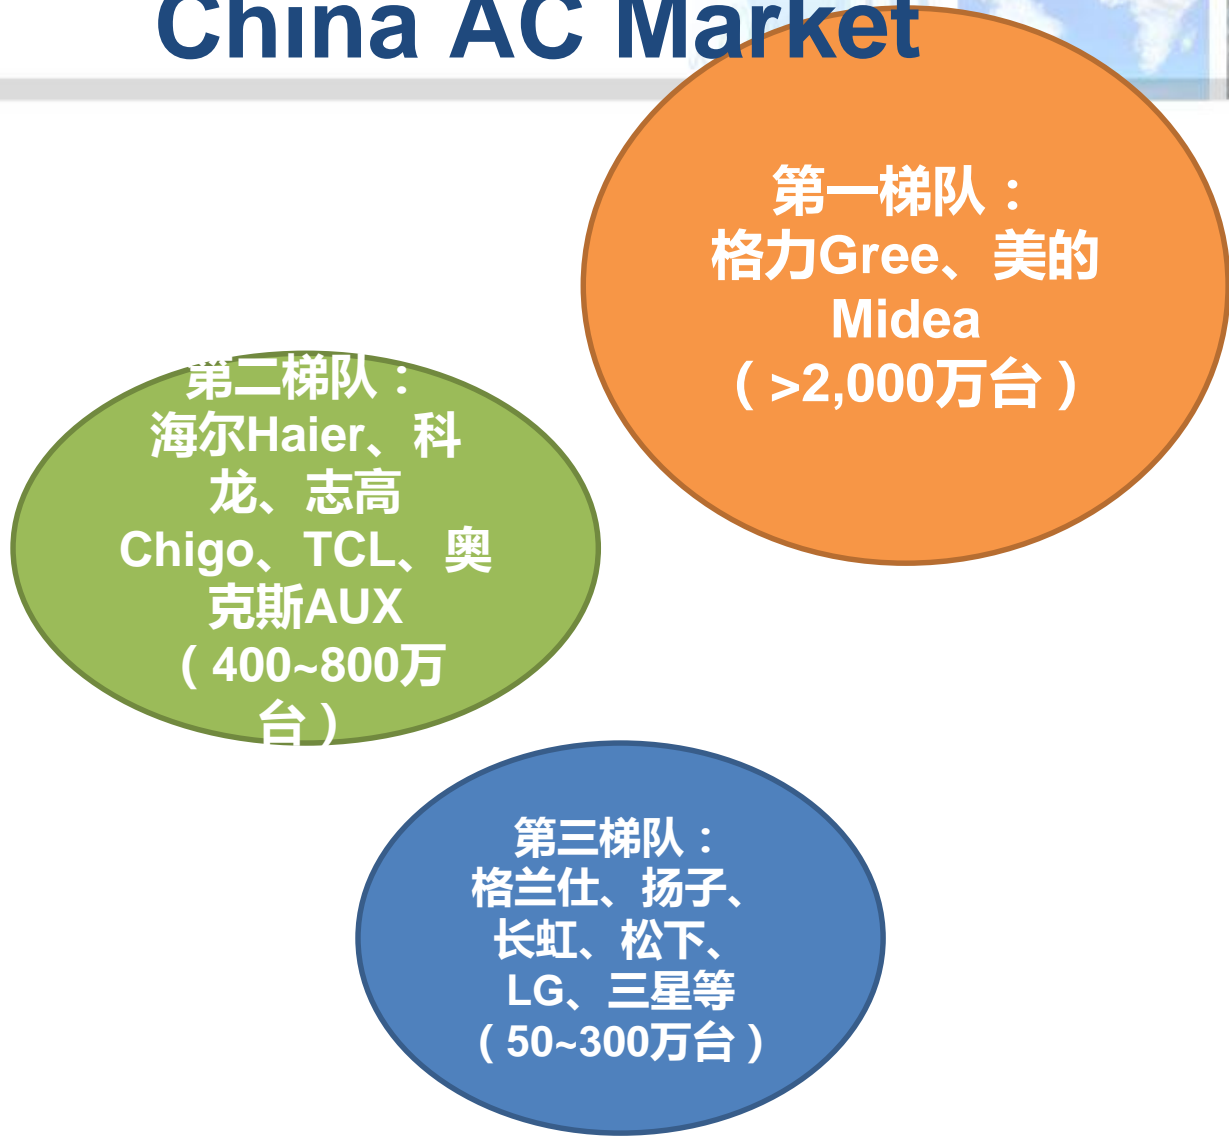 China AC Market
第一梯队：
格力Gree、美的
Midea
（>2,000万台）
第二梯队：
海尔Haier、科
龙、志高
Chigo、TCL、奥
克斯AUX
（400~800万
台）
第三梯队：
格兰仕、扬子、
长虹、松下、
LG、三星等
（50~300万台）